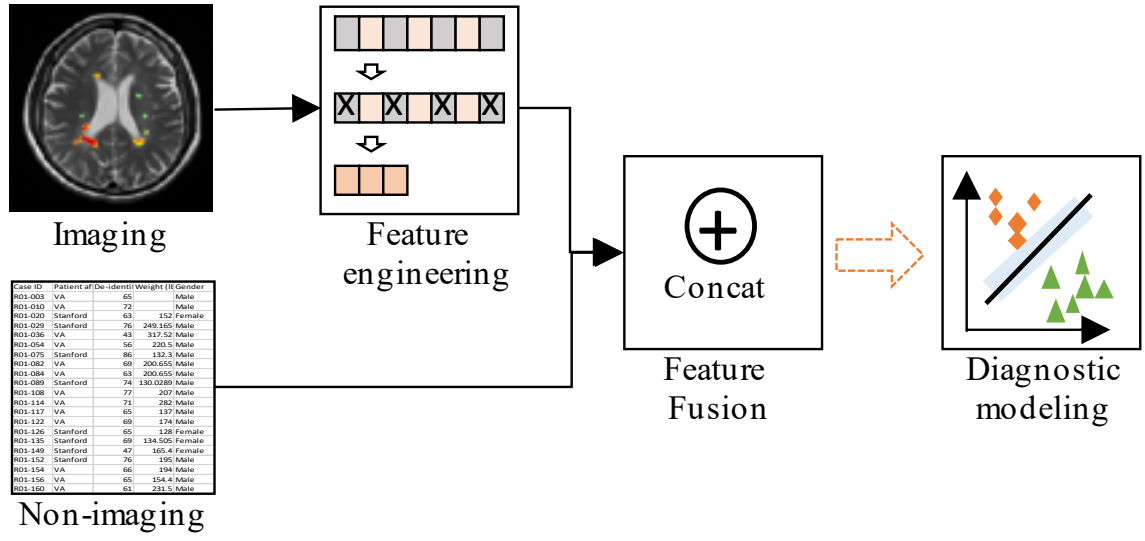 X X X X
Imaging
Feature
engineering
Case ID Patient af De-identi Weight (lb Gender
R01-003 VA 65 Male
R01-010 VA 72 Male
R01-020 Stanford 63 152 Female
R01-029 Stanford 76 249.165 Male
R01-036 VA 43 317.52 Male
R01-054 VA 56 220.5 Male
R01-075 Stanford 86 132.3 Male
R01-082 VA 69 200.655 Male
R01-084 VA 63 200.655 Male
R01-089 Stanford 74 130.0289 Male
R01-108 VA 77 207 Male
R01-114 VA 71 282 Male
R01-117 VA 65 137 Male
R01-122 VA 69 174 Male
R01-126 Stanford 65 128 Female
R01-135 Stanford 69 134.505 Female
R01-149 Stanford 47 165.4 Female
R01-152 Stanford 76 195 Male
R01-154 VA 66 194 Male
R01-156 VA 65 154.4 Male
R01-160 VA 61 231.5 Male
Non-imaging
+
Concat
Feature
Fusion
Diagnostic
modeling